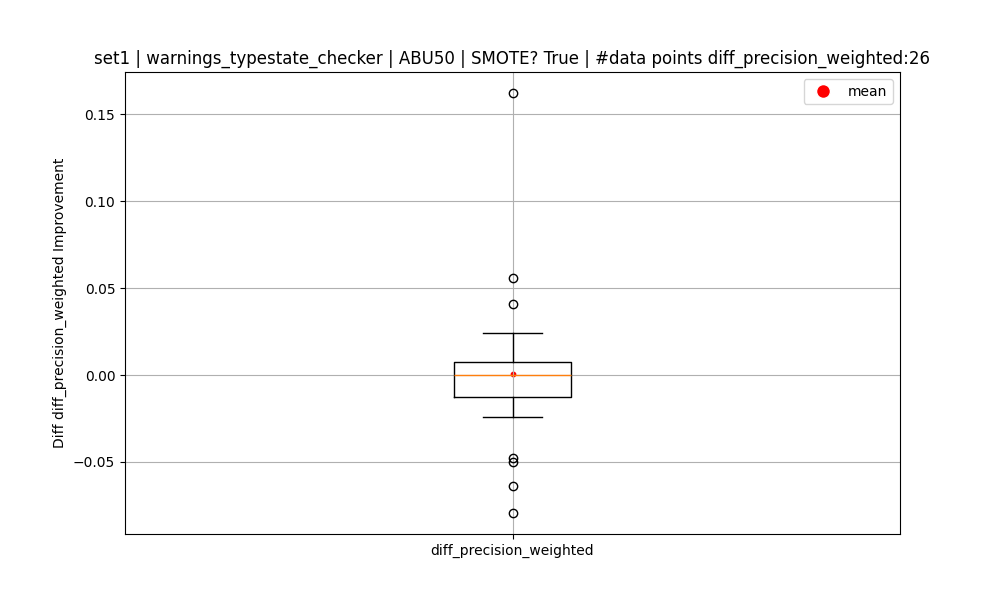 set1 | warnings_typestate_checker | ABU50 | SMOTE? True | #data points diff_precision_weighted:26
mean
0.15
0.10
0.05
0.00
−0.05
Diff diff_precision_weighted Improvement
diff_precision_weighted